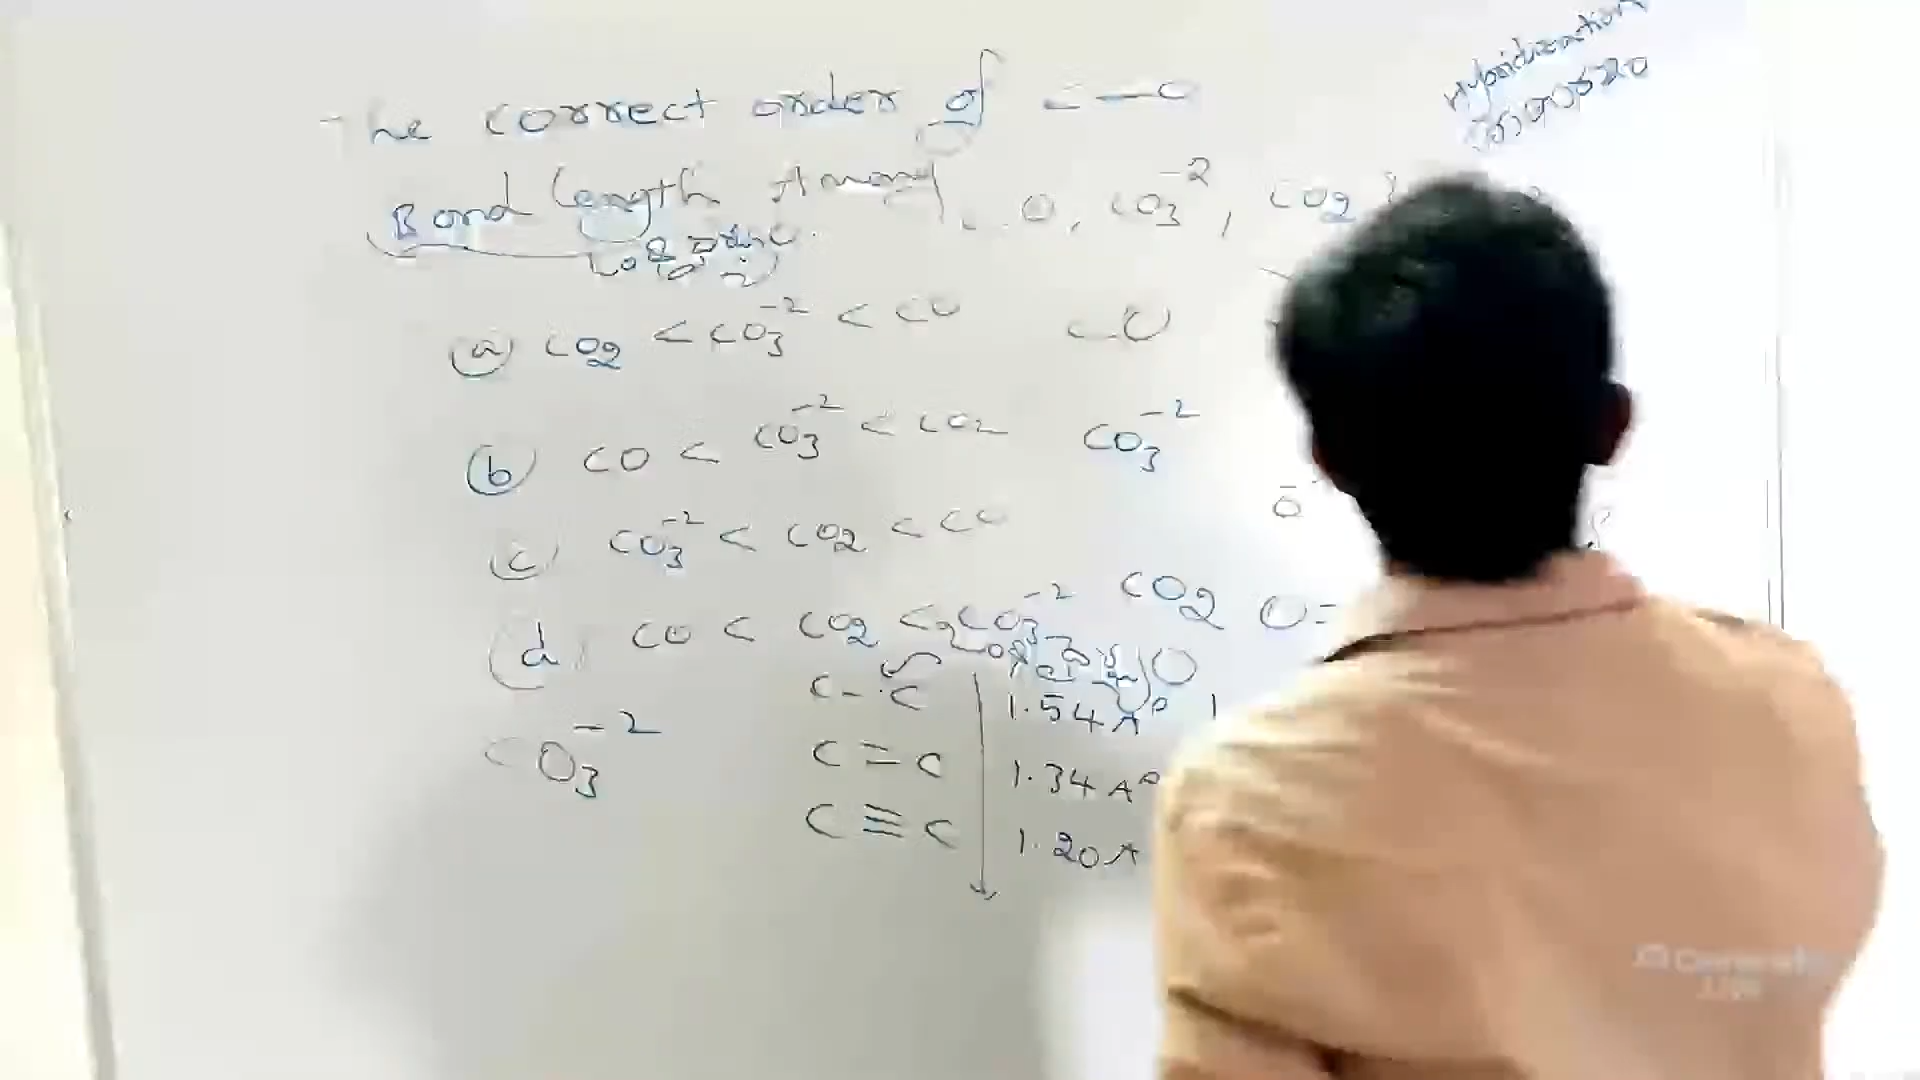 The correct order of C-O
Bond Length Among CO, CO3-2, CO2
Hybridization
(a) CO2 < CO3-2 < CO
CO
(b) CO < CO3-2 < CO2
CO3-2
(c) CO3-2 < CO2 < CO
(d) CO < CO2 < CO3-2
CO2 O=
C-C 1.54A°
C=C 1.34A°
C≡C 1.20A
CO3-2